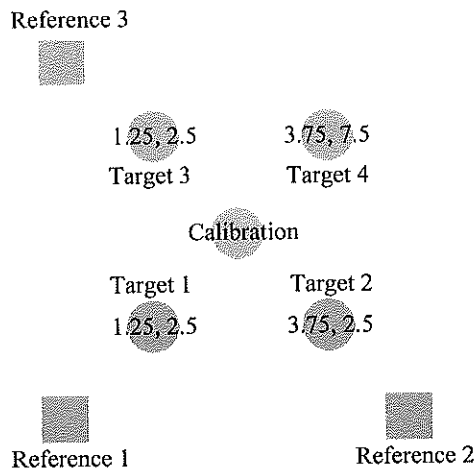 Reference 3
1.25, 2.5
3.75, 7.5
Target 3
Target 4
Calibration
Target 1
Target 2
1.25, 2.5
3.75, 2.5
Reference 1
Reference 2